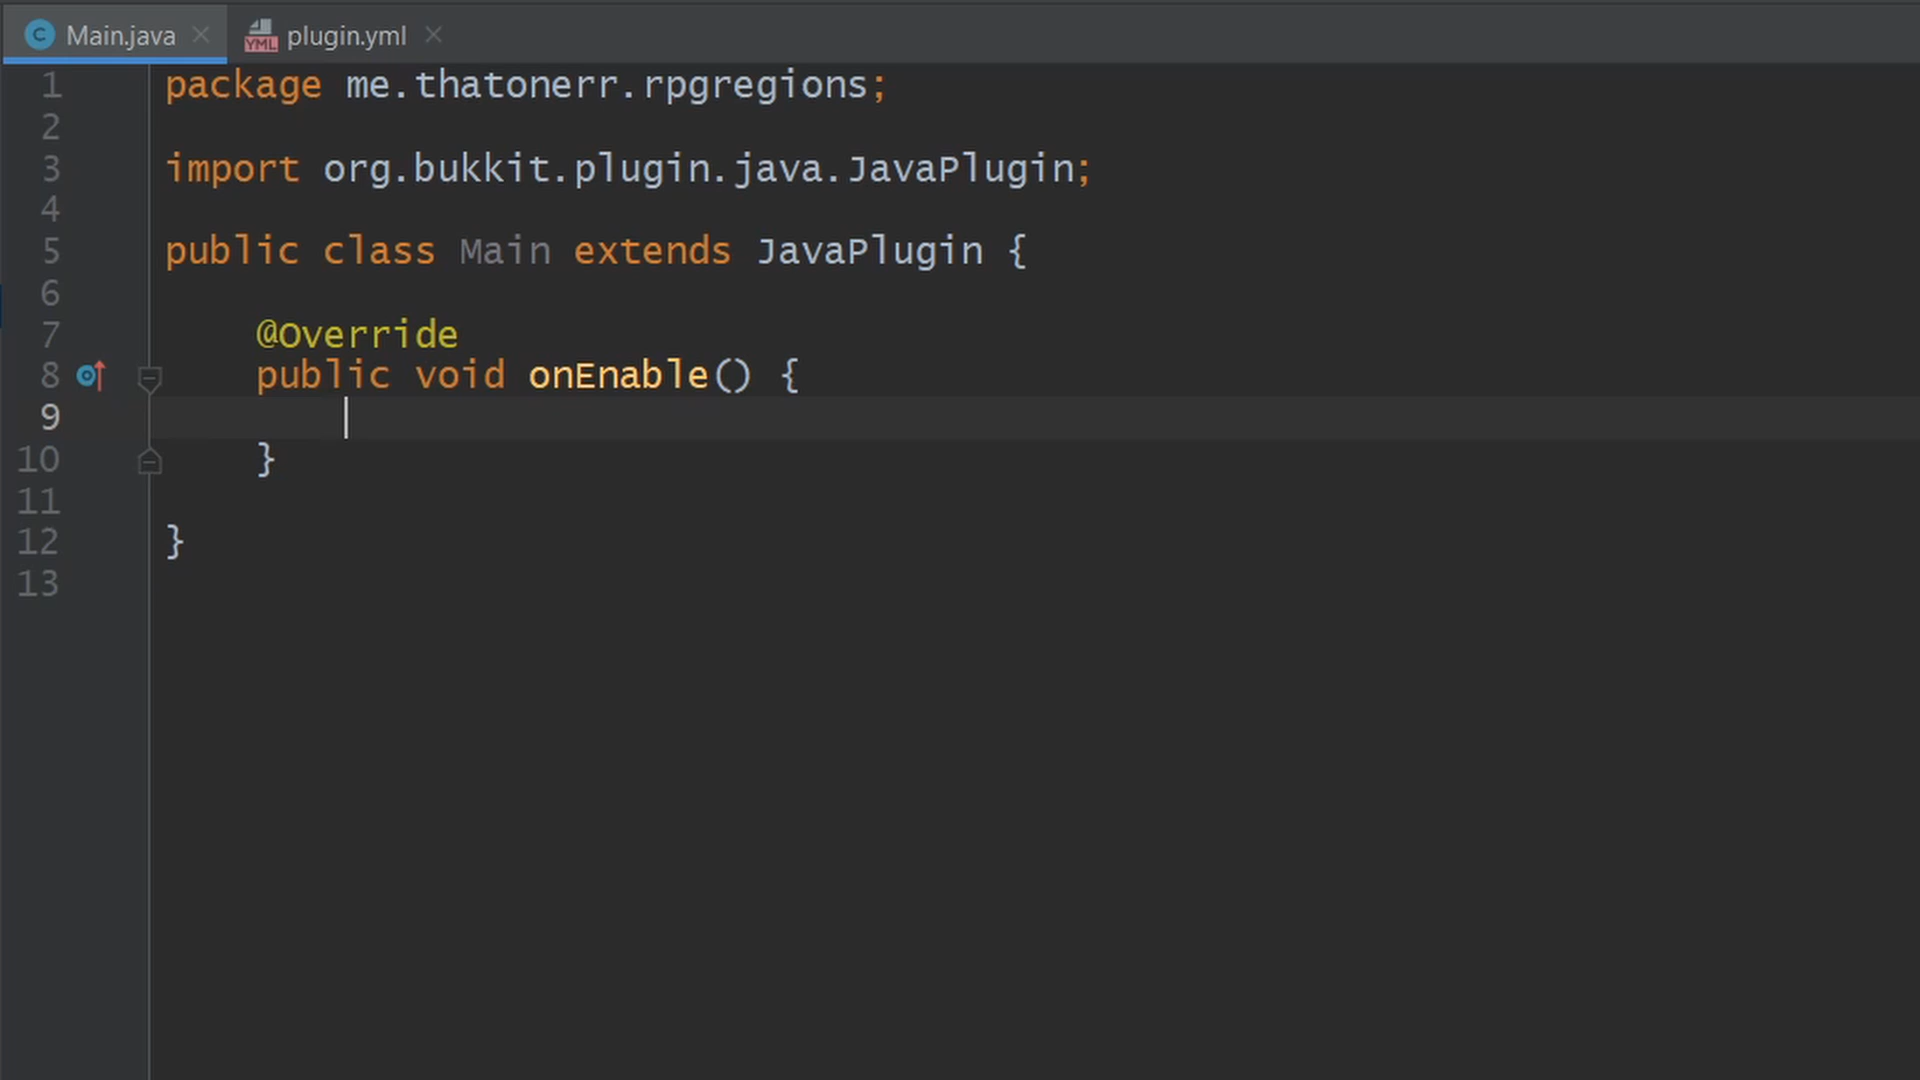 Main.java
YML plugin.yml
1 package me.thatonerr.rpgregions;
2
3 import org.bukkit.plugin.java.JavaPlugin;
4
5 public class Main extends JavaPlugin {
6
7 @Override
8 public void onEnable() {
9
10 }
11
12 }
13